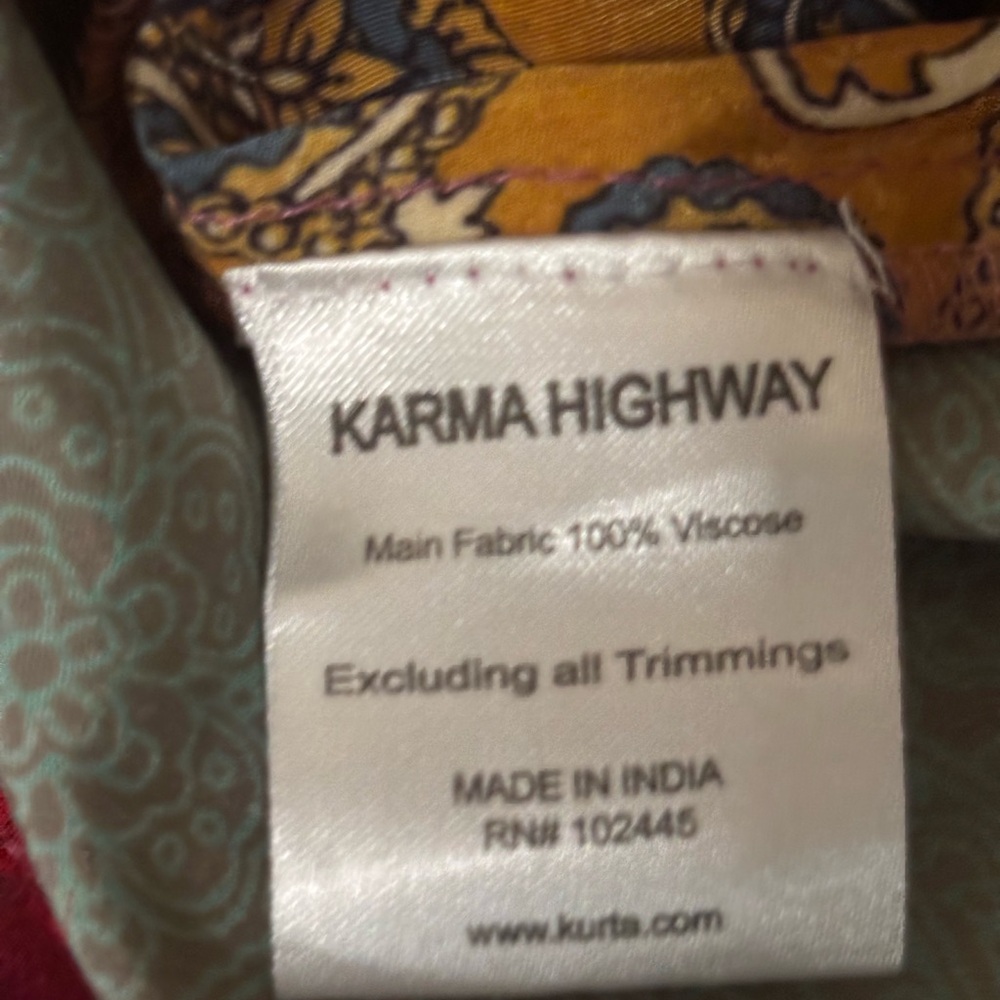 KARMA HIGHWAY
Main Fabric 100% Viscose
Excluding all Trimmings
MADE IN INDIA
RN# 102445
www.kurta.com